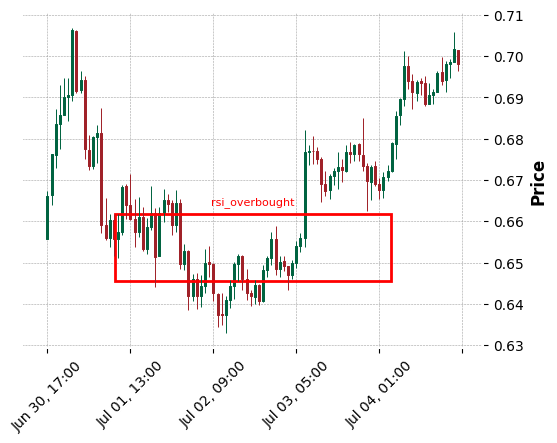 0.71
0.70
0.69
0.68
0.67
0.66
0.65
0.64
0.63
Price
rsi_overbought
Jun 30, 17:00
Jul 01, 13:00
Jul 02, 09:00
Jul 03, 05:00
Jul 04, 01:00